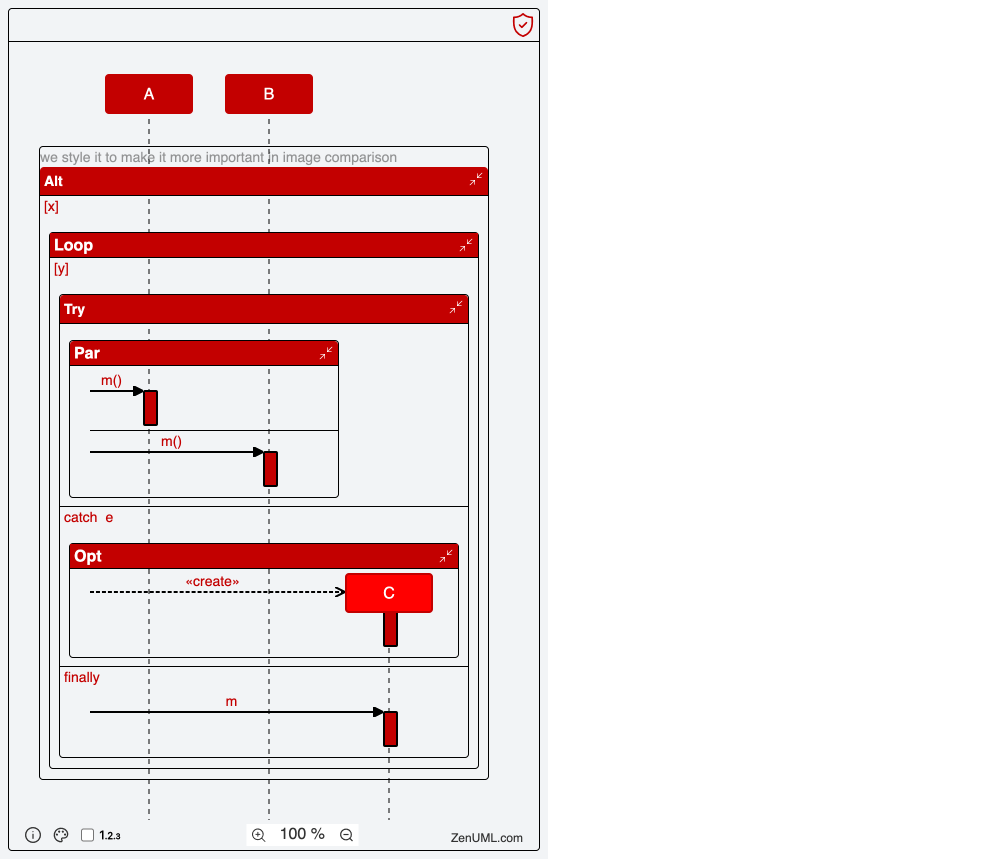 A
B
we style it to make it more important in image comparison
Alt
[x]
Loop
[y]
Try
Par
m()
m()
catch e
Opt
«create»
C
finally
m
1.2.3
100 %
ZenUML.com